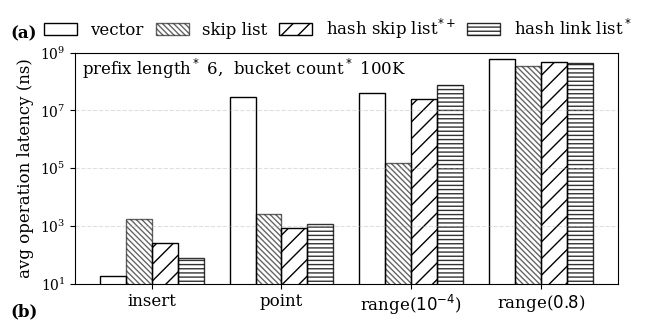 (a) vector skip list hash skip list*+ hash link list*
prefix length* 6, bucket count* 100K
avg operation latency (ns)
10⁹
10⁷
10⁵
10³
10¹
insert point range(10⁻⁴) range(0.8)
(b)